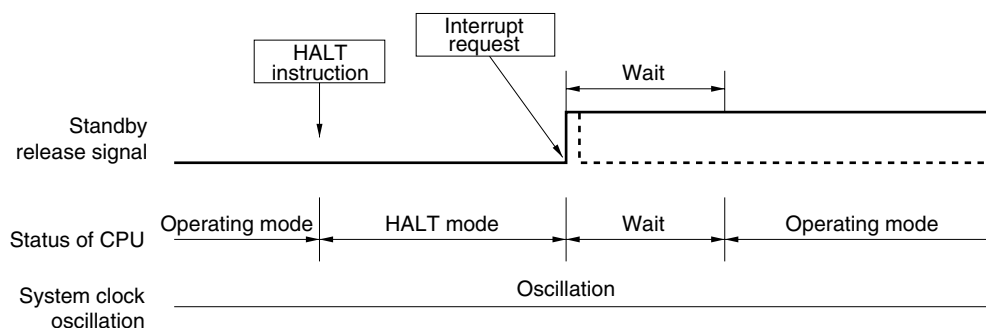 Interrupt
request
HALT
instruction
Wait
Standby
release signal
Operating mode
HALT mode
Wait
Operating mode
Status of CPU
Oscillation
System clock
oscillation